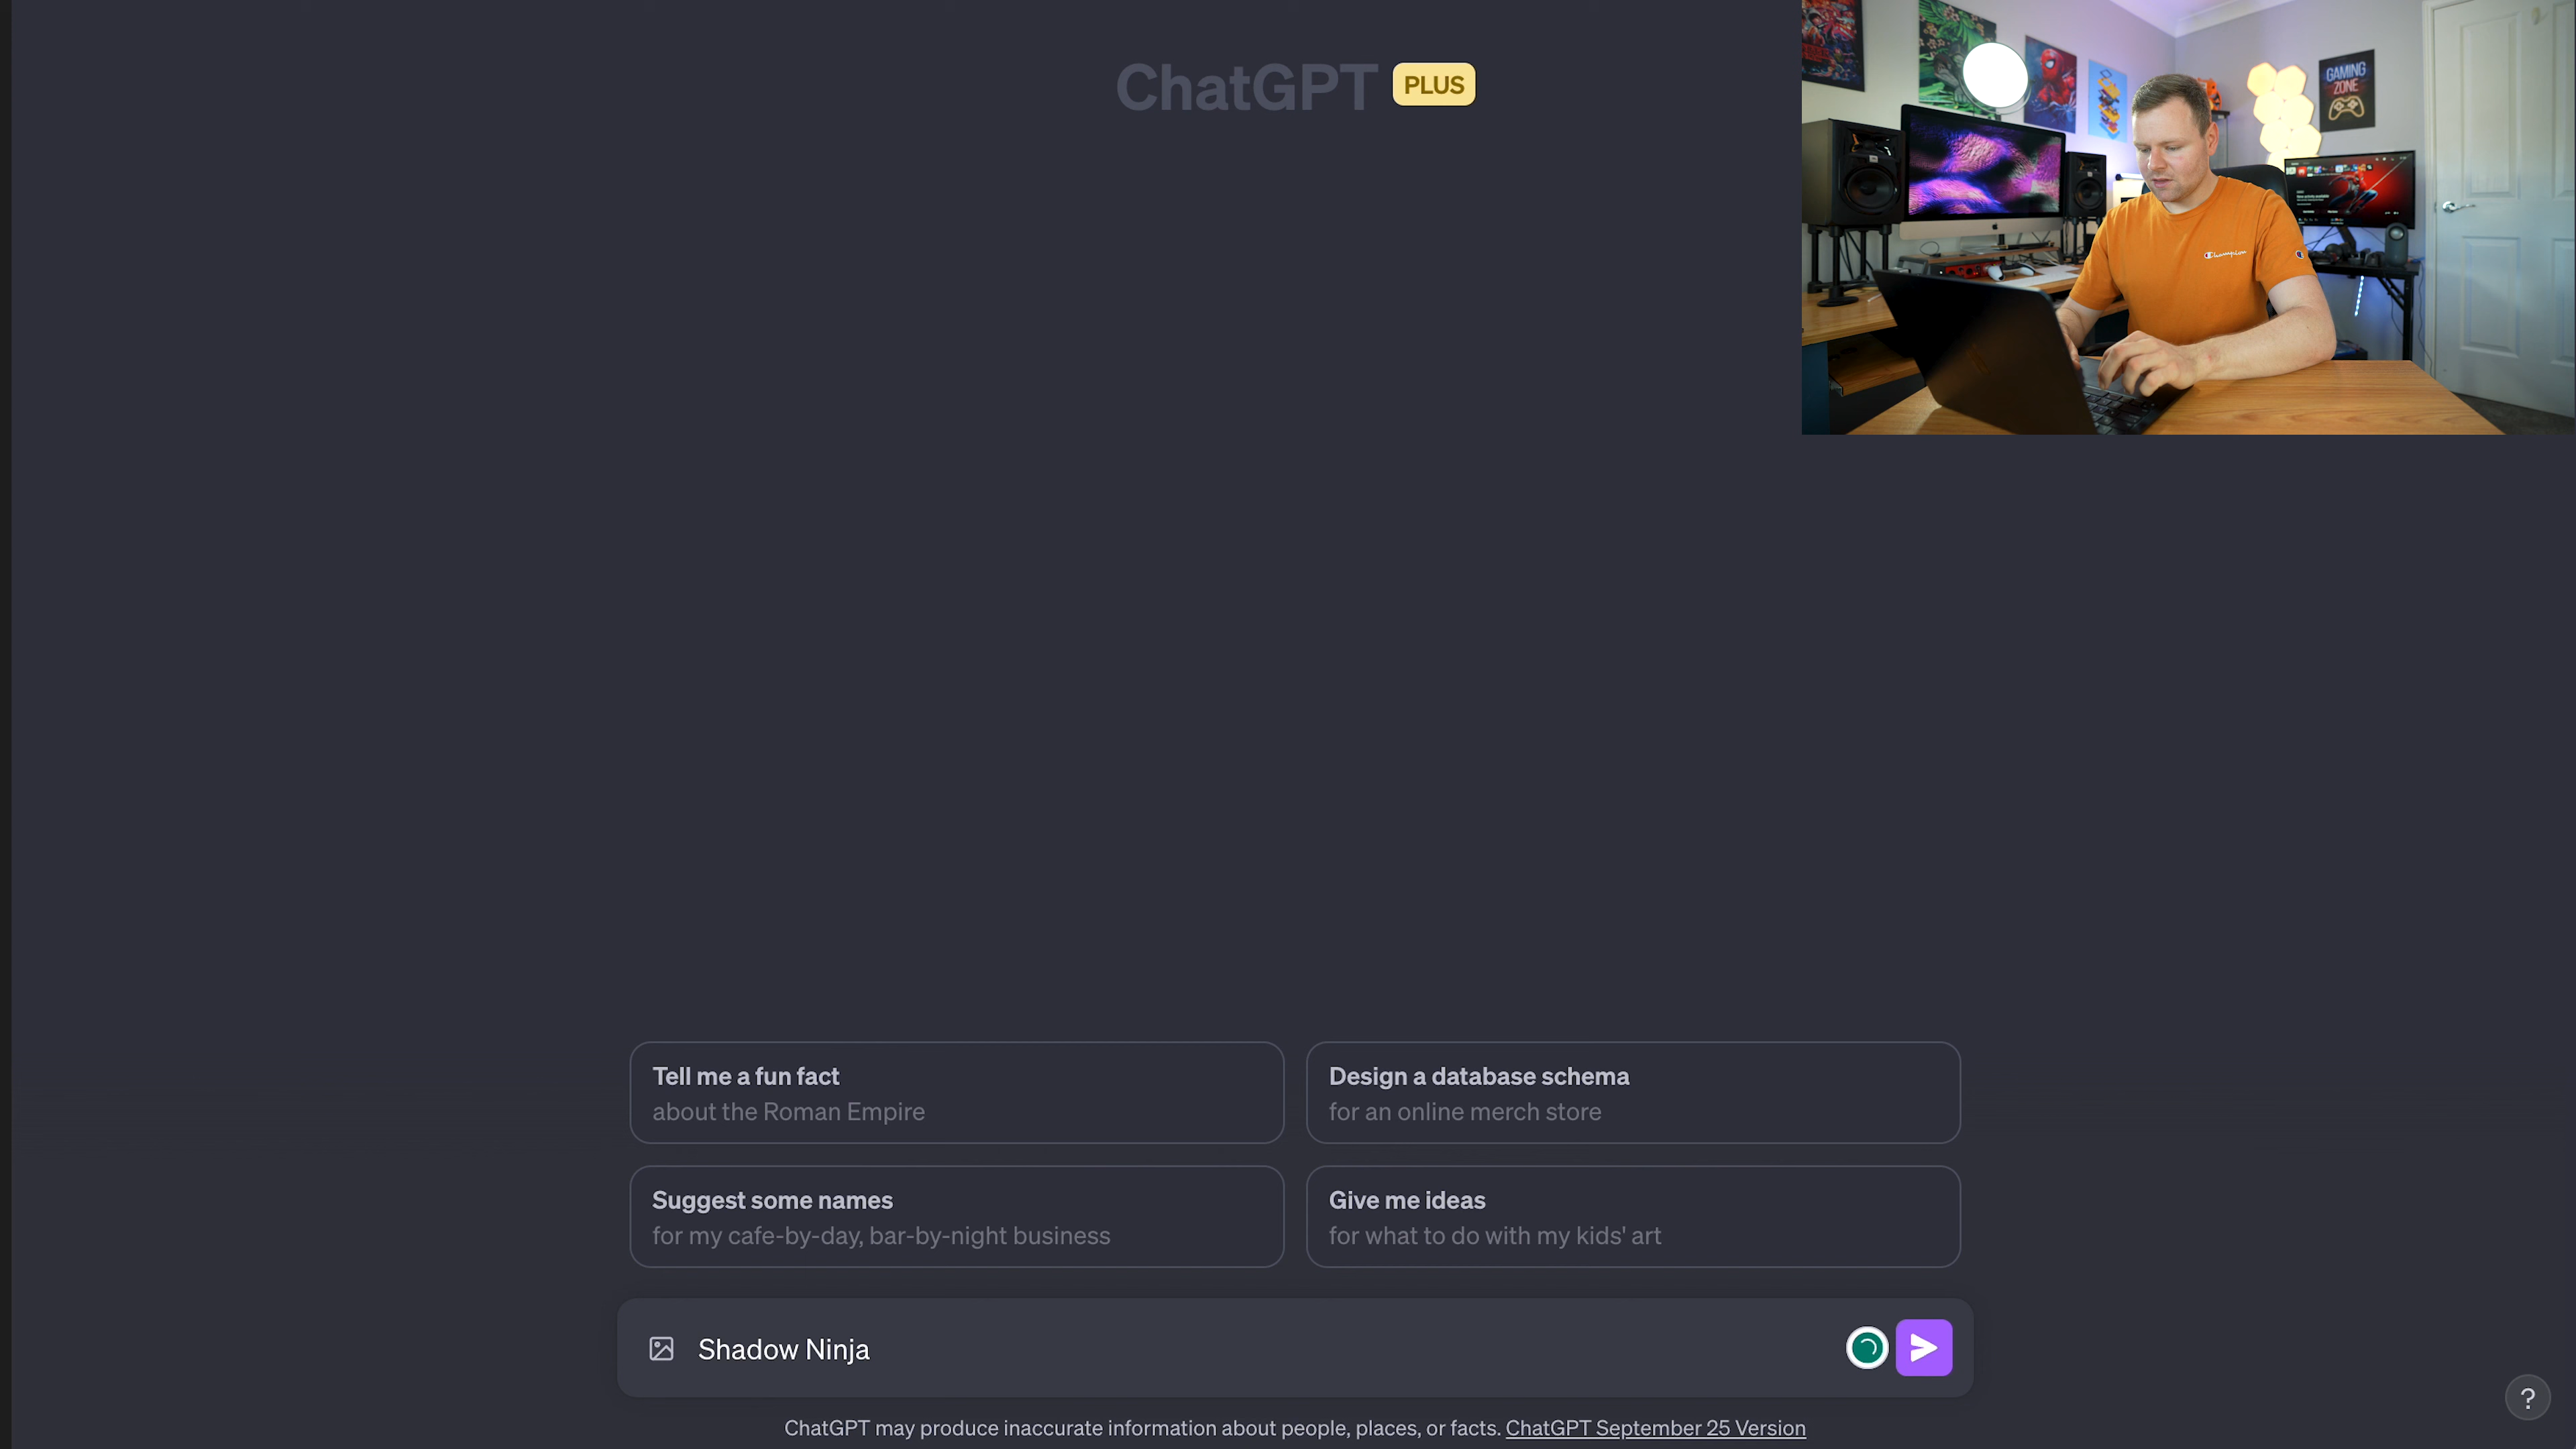 ChatGPT PLUS
GAMING
ZONE
Champion
Tell me a fun fact
about the Roman Empire
Design a database schema
for an online merch store
Suggest some names
for my cafe-by-day, bar-by-night business
Give me ideas
for what to do with my kids' art
Shadow Ninja
?
ChatGPT may produce inaccurate information about people, places, or facts. ChatGPT September 25 Version